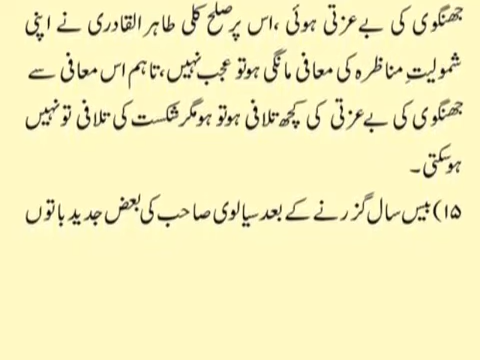 جھنگوی کی بے عزتی ہوئی ،اس پر صلح کلی طاہر القادری نے اپنی
شمولیتِ مناظرہ کی معافی مانگی ہو تو عجب نہیں، تاہم اس معافی سے
جھنگوی کی بے عزتی کی کچھ تلافی ہو تو ہو مگر شکست کی تلافی تو نہیں
ہو سکتی۔
۱۵) بیس سال گزرنے کے بعد سیالوی صاحب کی بعض جدید باتوں